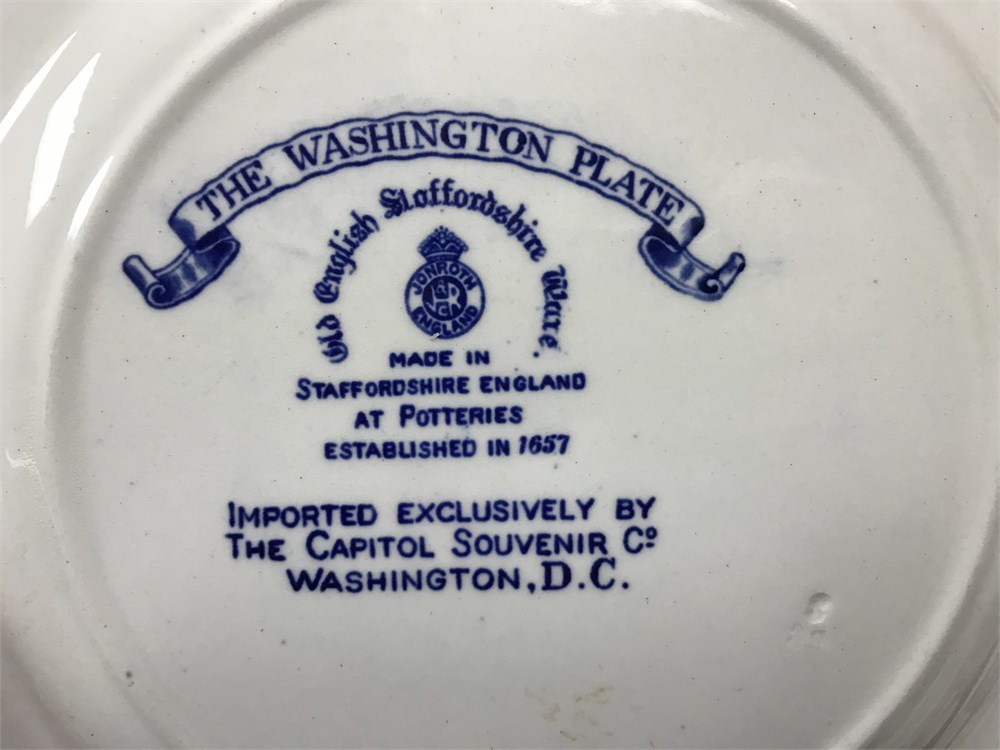 THE WASHINGTON PLATE
Old English Staffordshire Ware.
JONROTH
ENGLAND
MADE IN
STAFFORDSHIRE ENGLAND
AT POTTERIES
ESTABLISHED IN 1657
IMPORTED EXCLUSIVELY BY
THE CAPITOL SOUVENIR Cº
WASHINGTON, D.C.